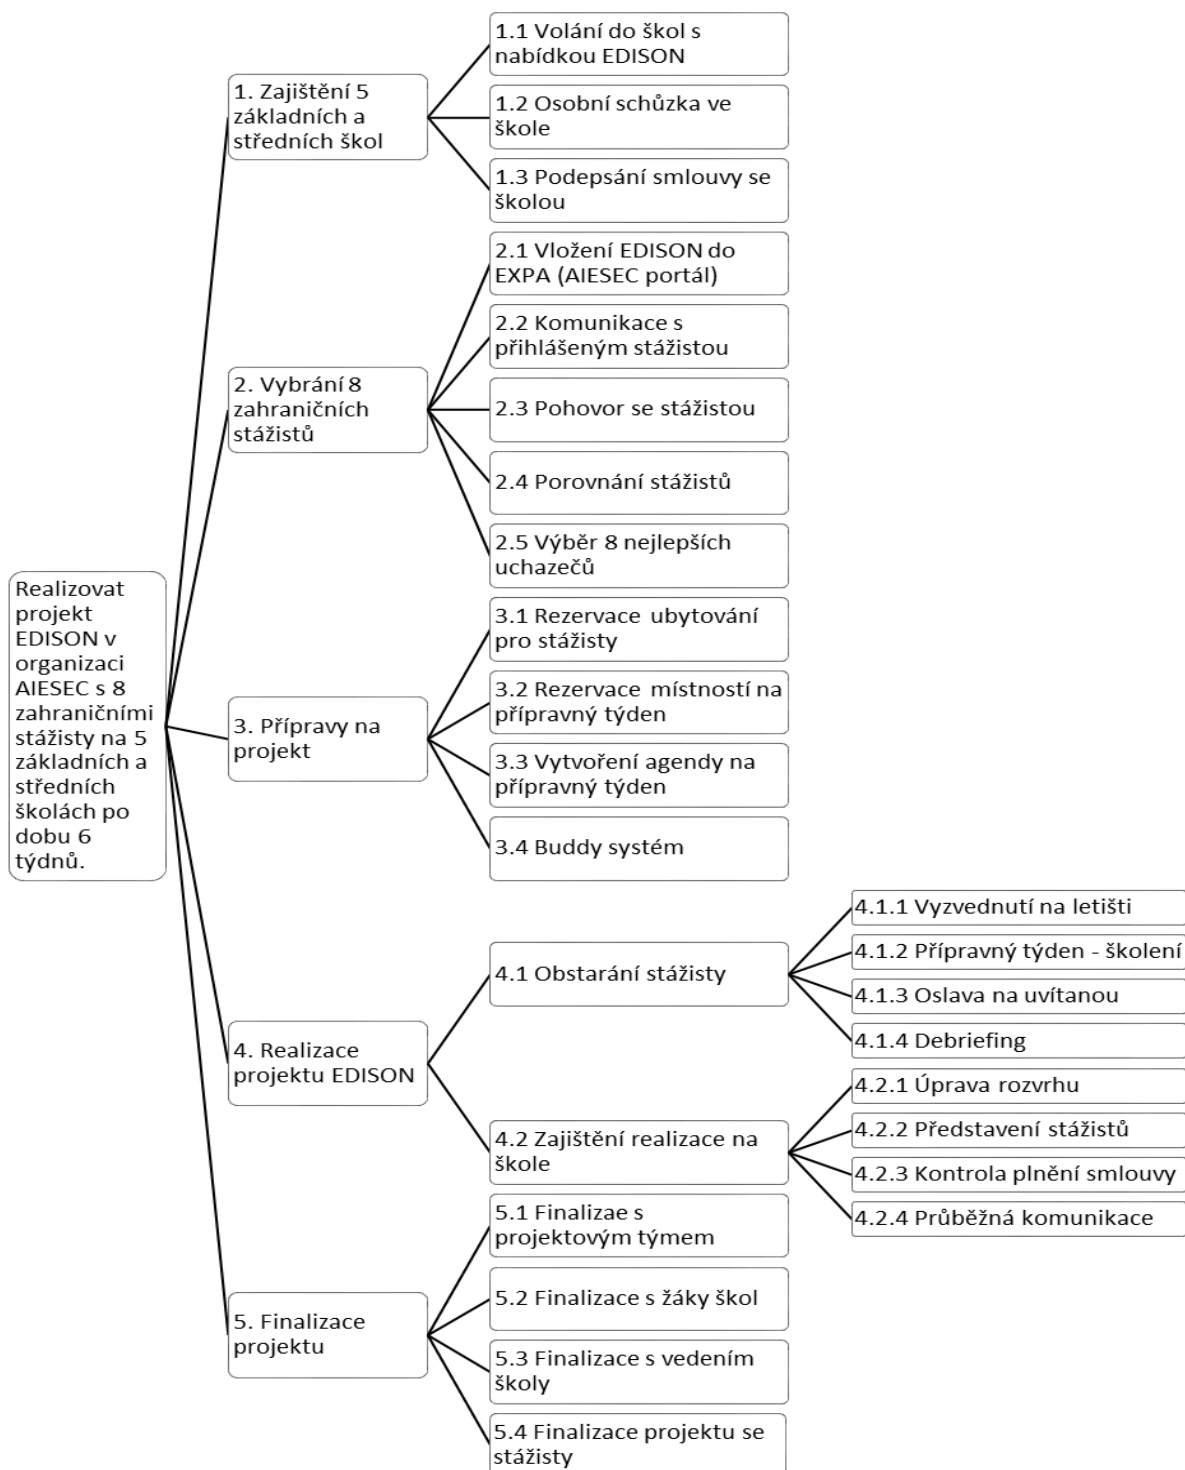 Realizovat
projekt
EDISON v
organizaci
AIESEC s 8
zahraničními
stážisty na 5
základních a
středních
školách po
dobu 6
týdnů.
1. Zajištění 5
základních a
středních škol
1.1 Volání do škol s
nabídkou EDISON
1.2 Osobní schůzka ve
škole
1.3 Podepsání smlouvy se
školou
2. Vybrání 8
zahraničních
stážistů
2.1 Vložení EDISON do
EXPA (AIESEC portál)
2.2 Komunikace s
přihlášeným stážistou
2.3 Pohovor se stážistou
2.4 Porovnání stážistů
2.5 Výběr 8 nejlepších
uchazečů
3. Přípravy na
projekt
3.1 Rezervace ubytování
pro stážisty
3.2 Rezervace místností na
přípravný týden
3.3 Vytvoření agendy na
přípravný týden
3.4 Buddy systém
4. Realizace
projektu EDISON
4.1 Obstarání stážisty
4.1.1 Vyzvednutí na letišti
4.1.2 Přípravný týden - školení
4.1.3 Oslava na uvítanou
4.1.4 Debriefing
4.2 Zajištění realizace na
škole
4.2.1 Úprava rozvrhu
4.2.2 Představení stážistů
4.2.3 Kontrola plnění smlouvy
4.2.4 Průběžná komunikace
5. Finalizace
projektu
5.1 Finalizae s
projektovým týmem
5.2 Finalizace s žáky škol
5.3 Finalizace s vedením
školy
5.4 Finalizace projektu se
stážisty